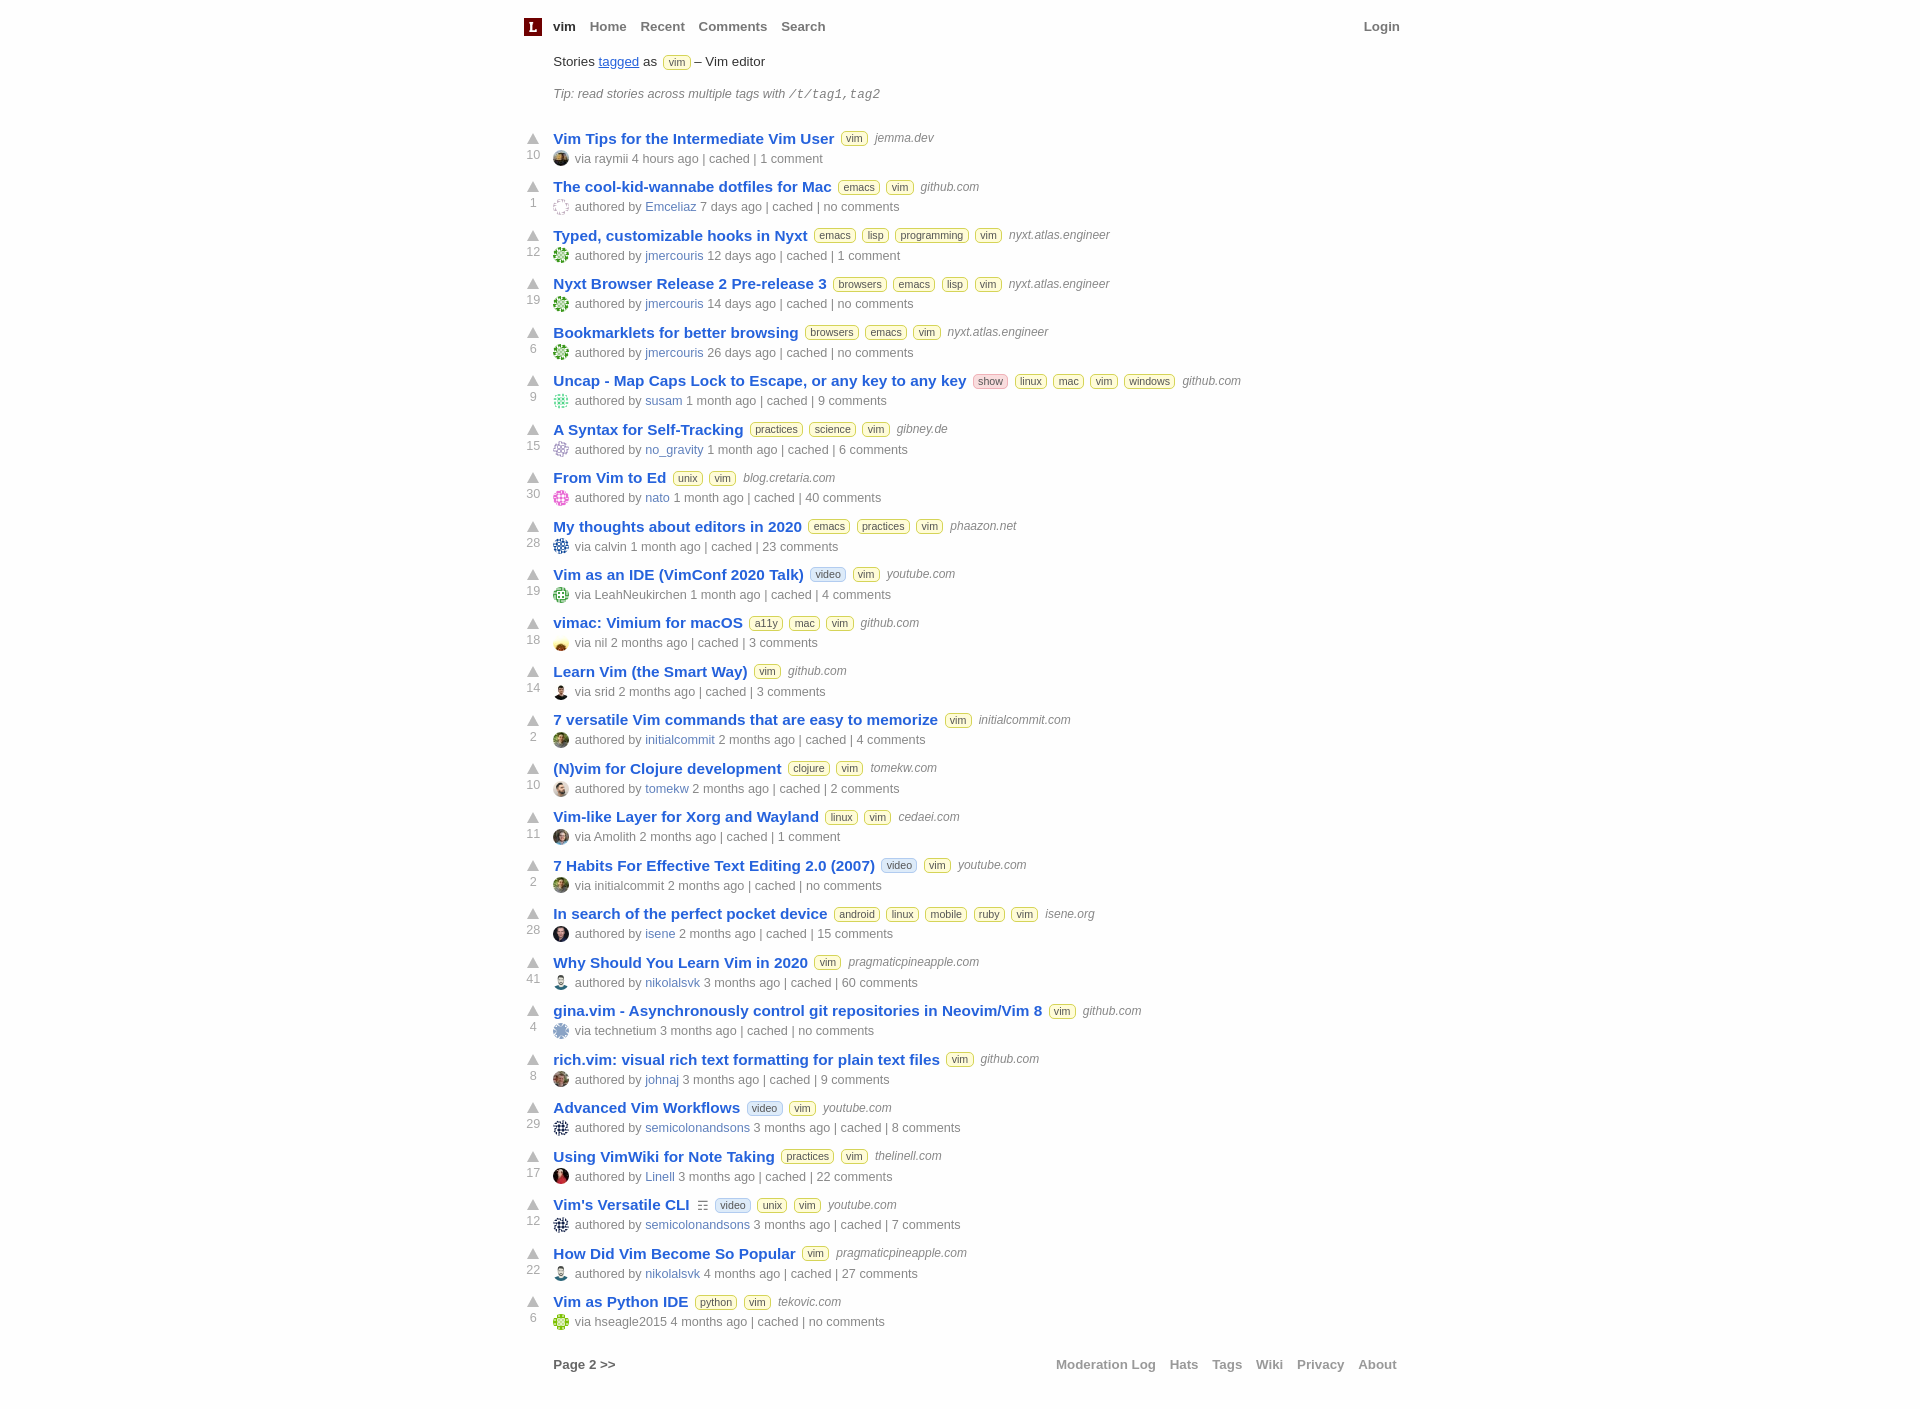 L vim Home Recent Comments Search Login
Stories tagged as vim – Vim editor
Tip: read stories across multiple tags with /t/tag1,tag2
Vim Tips for the Intermediate Vim User vim jemma.dev
10 via raymii 4 hours ago | cached | 1 comment
The cool-kid-wannabe dotfiles for Mac emacs vim github.com
1 authored by Emceliaz 7 days ago | cached | no comments
Typed, customizable hooks in Nyxt emacs lisp programming vim nyxt.atlas.engineer
12 authored by jmercouris 12 days ago | cached | 1 comment
Nyxt Browser Release 2 Pre-release 3 browsers emacs lisp vim nyxt.atlas.engineer
19 authored by jmercouris 14 days ago | cached | no comments
Bookmarklets for better browsing browsers emacs vim nyxt.atlas.engineer
6 authored by jmercouris 26 days ago | cached | no comments
Uncap - Map Caps Lock to Escape, or any key to any key show linux mac vim windows github.com
9 authored by susam 1 month ago | cached | 9 comments
A Syntax for Self-Tracking practices science vim gibney.de
15 authored by no_gravity 1 month ago | cached | 6 comments
From Vim to Ed unix vim blog.cretaria.com
30 authored by nato 1 month ago | cached | 40 comments
My thoughts about editors in 2020 emacs practices vim phaazon.net
28 via calvin 1 month ago | cached | 23 comments
Vim as an IDE (VimConf 2020 Talk) video vim youtube.com
19 via LeahNeukirchen 1 month ago | cached | 4 comments
vimac: Vimium for macOS a11y mac vim github.com
18 via nil 2 months ago | cached | 3 comments
Learn Vim (the Smart Way) vim github.com
14 via srid 2 months ago | cached | 3 comments
7 versatile Vim commands that are easy to memorize vim initialcommit.com
2 authored by initialcommit 2 months ago | cached | 4 comments
(N)vim for Clojure development clojure vim tomekw.com
10 authored by tomekw 2 months ago | cached | 2 comments
Vim-like Layer for Xorg and Wayland linux vim cedaei.com
11 via Amolith 2 months ago | cached | 1 comment
7 Habits For Effective Text Editing 2.0 (2007) video vim youtube.com
2 via initialcommit 2 months ago | cached | no comments
In search of the perfect pocket device android linux mobile ruby vim isene.org
28 authored by isene 2 months ago | cached | 15 comments
Why Should You Learn Vim in 2020 vim pragmaticpineapple.com
41 authored by nikolalsvk 3 months ago | cached | 60 comments
gina.vim - Asynchronously control git repositories in Neovim/Vim 8 vim github.com
4 via technetium 3 months ago | cached | no comments
rich.vim: visual rich text formatting for plain text files vim github.com
8 authored by johnaj 3 months ago | cached | 9 comments
Advanced Vim Workflows video vim youtube.com
29 authored by semicolonandsons 3 months ago | cached | 8 comments
Using VimWiki for Note Taking practices vim thelinell.com
17 authored by Linell 3 months ago | cached | 22 comments
Vim's Versatile CLI ☶ video unix vim youtube.com
12 authored by semicolonandsons 3 months ago | cached | 7 comments
How Did Vim Become So Popular vim pragmaticpineapple.com
22 authored by nikolalsvk 4 months ago | cached | 27 comments
Vim as Python IDE python vim tekovic.com
6 via hseagle2015 4 months ago | cached | no comments
Page 2 >> Moderation Log Hats Tags Wiki Privacy About